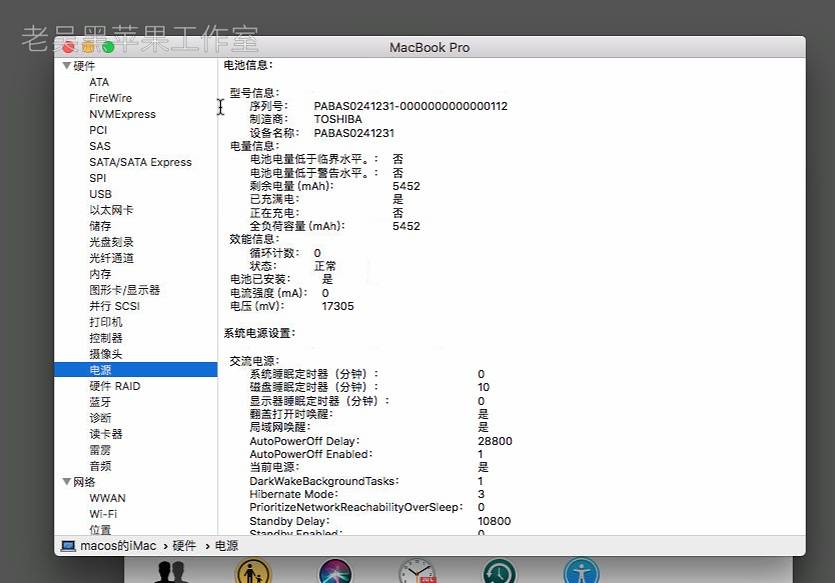 老吴黑苹果工作室
MacBook Pro
硬件
ATA
FireWire
NVMExpress
PCI
SAS
SATA/SATA Express
SPI
USB
以太网卡
储存
光盘刻录
光纤通道
内存
图形卡/显示器
并行 SCSI
打印机
控制器
摄像头
电源
硬件 RAID
蓝牙
诊断
读卡器
雷雳
音频
网络
WWAN
Wi-Fi
位置
电池信息：
型号信息：
序列号： PABAS0241231-0000000000000112
制造商： TOSHIBA
设备名称： PABAS0241231
电量信息：
电池电量低于临界水平。： 否
电池电量低于警告水平。： 否
剩余电量 (mAh)： 5452
已充满电： 是
正在充电： 否
全负荷容量 (mAh)： 5452
效能信息：
循环计数： 0
状态： 正常
电池已安装： 是
电流强度 (mA)： 0
电压 (mV)： 17305
系统电源设置：
交流电源：
系统睡眠定时器（分钟）： 0
磁盘睡眠定时器（分钟）： 10
显示器睡眠定时器（分钟）： 0
翻盖打开时唤醒： 是
局域网唤醒： 是
AutoPowerOff Delay： 28800
AutoPowerOff Enabled： 1
当前电源： 是
DarkWakeBackgroundTasks： 1
Hibernate Mode： 3
PrioritizeNetworkReachabilityOverSleep： 0
Standby Delay： 10800
Standby Enabled： 0
macos的iMac › 硬件 › 电源